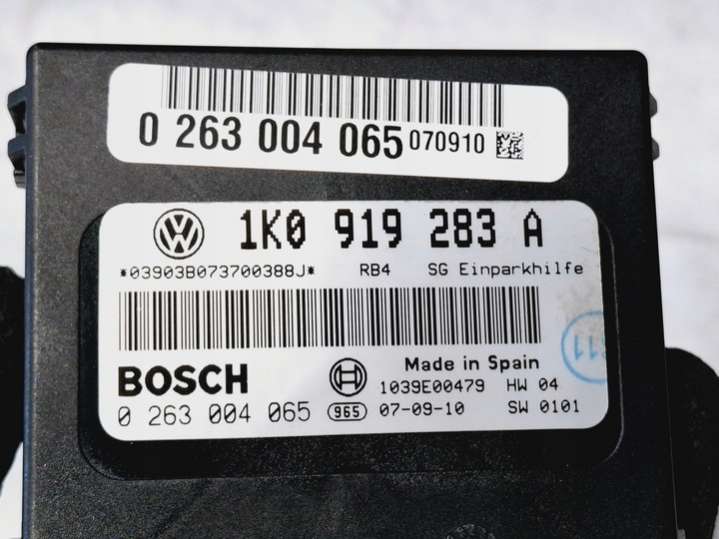 0 263 004 065 070910
1K0 919 283 A
*03903B073700388J* RB4 SG Einparkhilfe
BOSCH
Made in Spain
1039E00479 HW 04
0 263 004 065 965 07-09-10 SW 0101